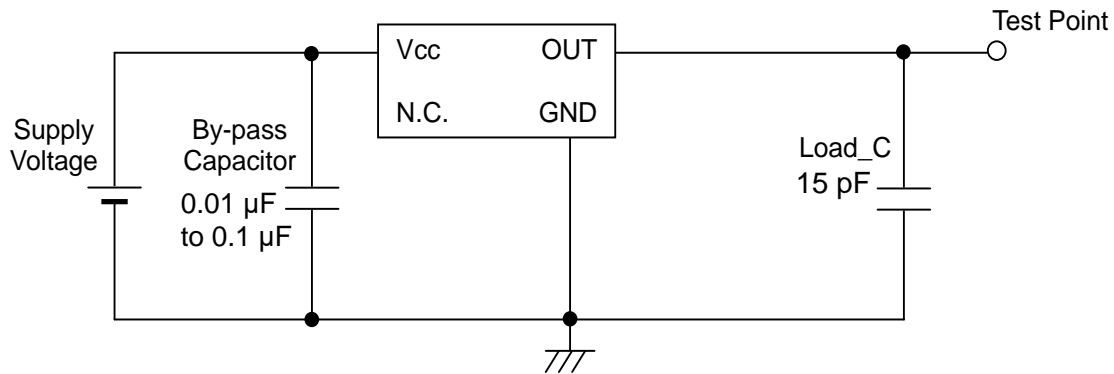 Test Point
Vcc
OUT
N.C.
GND
Supply
Voltage
By-pass
Capacitor
0.01 µF
to 0.1 µF
Load_C
15 pF